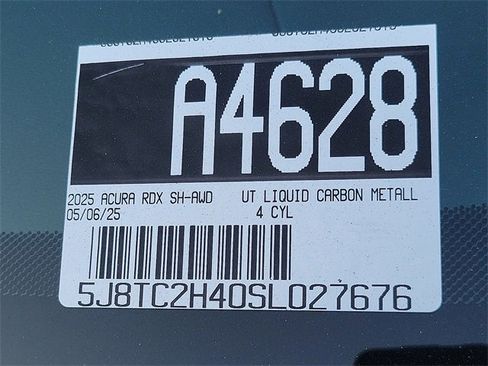 A4628
2025 ACURA RDX SH-AWD UT LIQUID CARBON METALL
05/06/25 4 CYL
5J8TC2H40SL027676